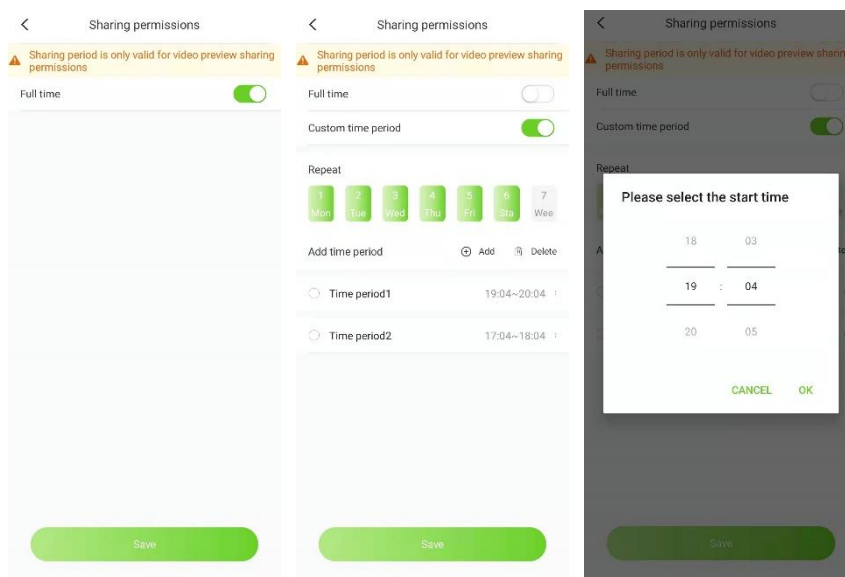 Sharing permissions
Sharing period is only valid for video preview sharing
permissions
Full time
Save
Sharing permissions
Sharing period is only valid for video preview sharing
permissions
Full time
Custom time period
Repeat
1 2 3 4 5 6 7
Mon Tue Wed Thu Fri Sta Wee
Add time period Add Delete
Time period1 19:04~20:04
Time period2 17:04~18:04
Save
Sharing permissions
Sharing period is only valid for video preview
permissions
Full time
Custom time period
Repeat
Please select the start time
18 03
19 : 04
20 05
CANCEL OK
Save